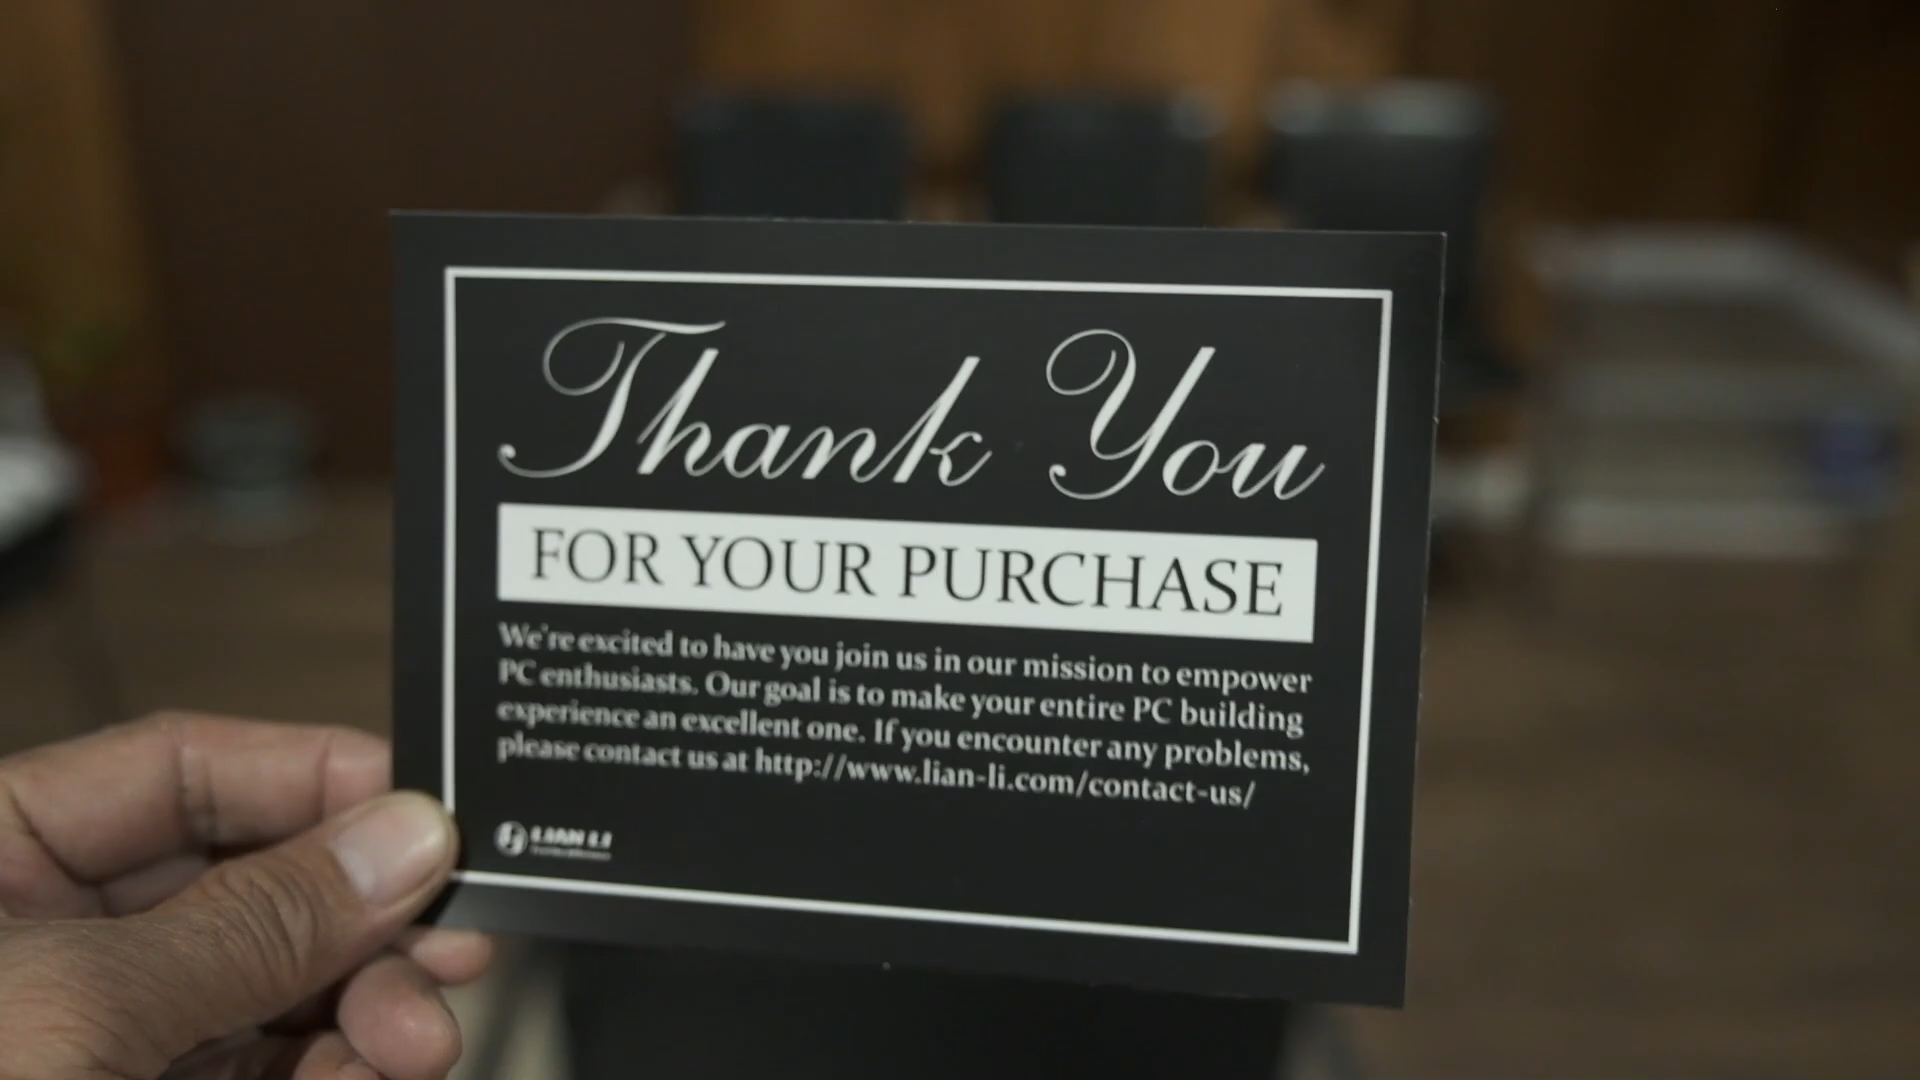 Thank You
FOR YOUR PURCHASE
We're excited to have you join us in our mission to empower
PC enthusiasts. Our goal is to make your entire PC building
experience an excellent one. If you encounter any problems,
please contact us at http://www.lian-li.com/contact-us/
LIAN LI